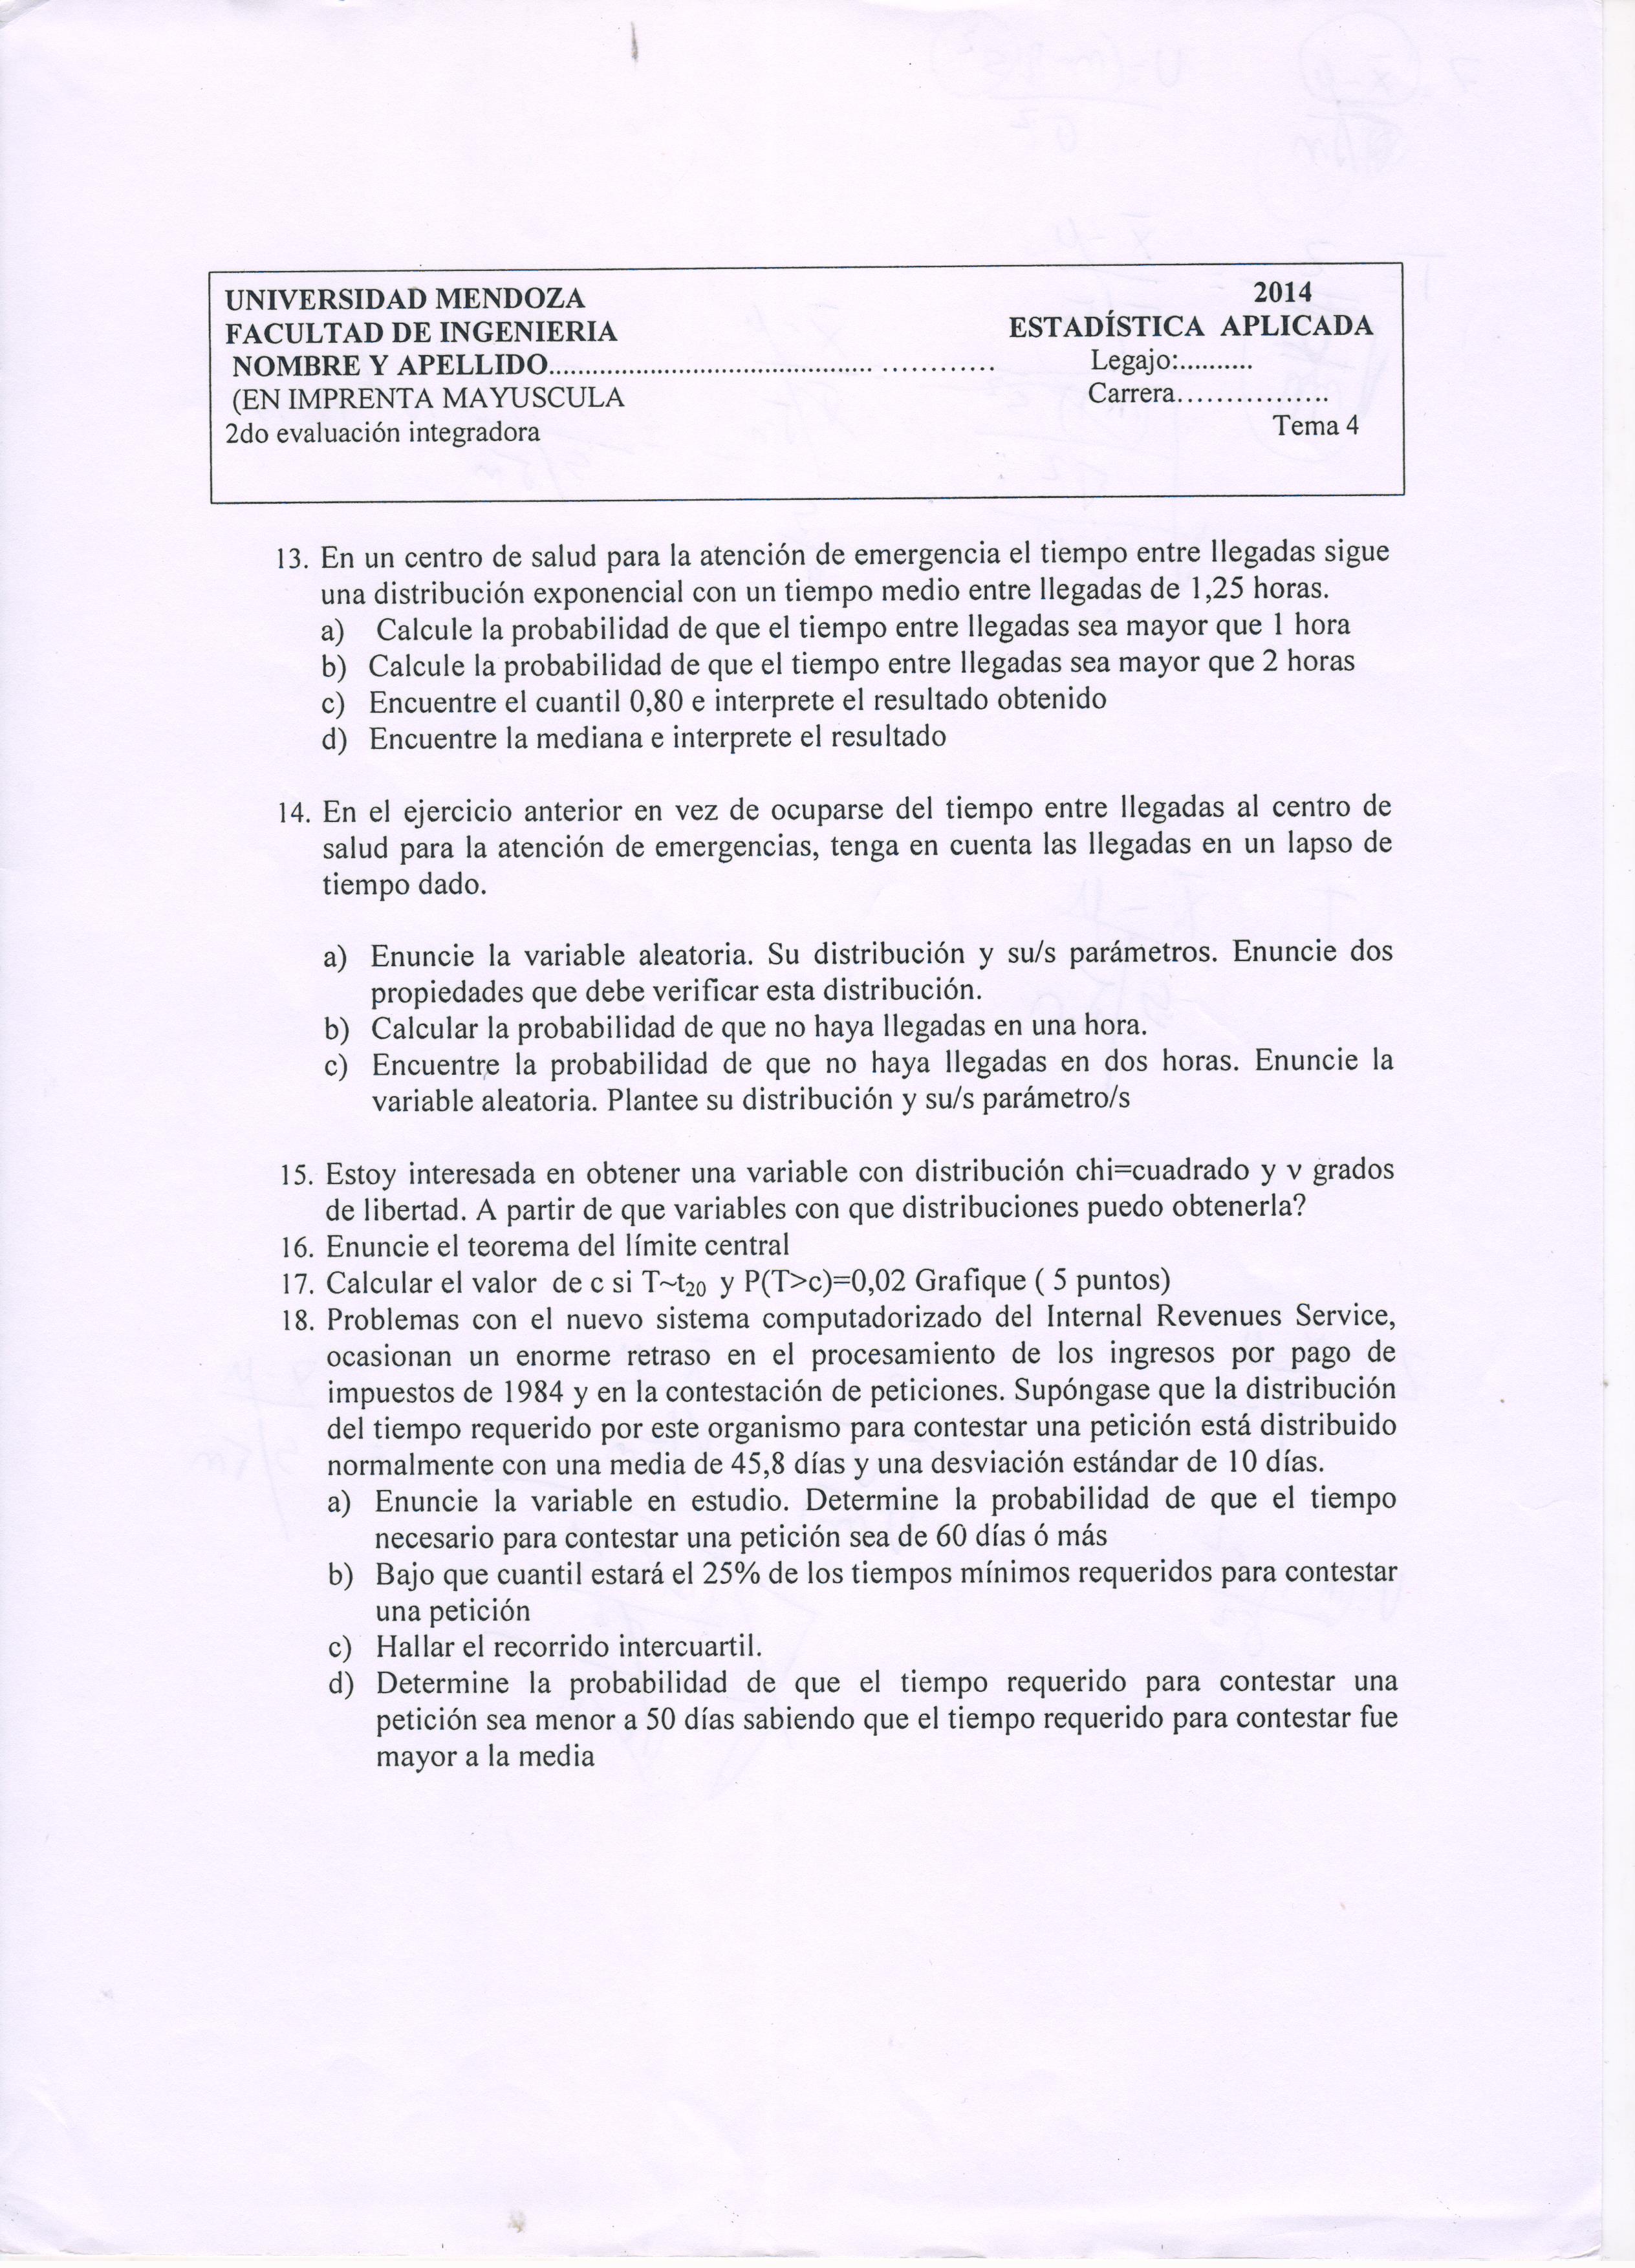 UNIVERSIDAD MENDOZA 2014
FACULTAD DE INGENIERIA ESTADÍSTICA APLICADA
NOMBRE Y APELLIDO............................................. ............ Legajo:..........
(EN IMPRENTA MAYUSCULA Carrera................
2do evaluación integradora Tema 4
13. En un centro de salud para la atención de emergencia el tiempo entre llegadas sigue
una distribución exponencial con un tiempo medio entre llegadas de 1,25 horas.
a) Calcule la probabilidad de que el tiempo entre llegadas sea mayor que 1 hora
b) Calcule la probabilidad de que el tiempo entre llegadas sea mayor que 2 horas
c) Encuentre el cuantil 0,80 e interprete el resultado obtenido
d) Encuentre la mediana e interprete el resultado
14. En el ejercicio anterior en vez de ocuparse del tiempo entre llegadas al centro de
salud para la atención de emergencias, tenga en cuenta las llegadas en un lapso de
tiempo dado.
a) Enuncie la variable aleatoria. Su distribución y su/s parámetros. Enuncie dos
propiedades que debe verificar esta distribución.
b) Calcular la probabilidad de que no haya llegadas en una hora.
c) Encuentre la probabilidad de que no haya llegadas en dos horas. Enuncie la
variable aleatoria. Plantee su distribución y su/s parámetro/s
15. Estoy interesada en obtener una variable con distribución chi=cuadrado y ν grados
de libertad. A partir de que variables con que distribuciones puedo obtenerla?
16. Enuncie el teorema del límite central
17. Calcular el valor de c si T~t20 y P(T>c)=0,02 Grafique ( 5 puntos)
18. Problemas con el nuevo sistema computadorizado del Internal Revenues Service,
ocasionan un enorme retraso en el procesamiento de los ingresos por pago de
impuestos de 1984 y en la contestación de peticiones. Supóngase que la distribución
del tiempo requerido por este organismo para contestar una petición está distribuido
normalmente con una media de 45,8 días y una desviación estándar de 10 días.
a) Enuncie la variable en estudio. Determine la probabilidad de que el tiempo
necesario para contestar una petición sea de 60 días ó más
b) Bajo que cuantil estará el 25% de los tiempos mínimos requeridos para contestar
una petición
c) Hallar el recorrido intercuartil.
d) Determine la probabilidad de que el tiempo requerido para contestar una
petición sea menor a 50 días sabiendo que el tiempo requerido para contestar fue
mayor a la media